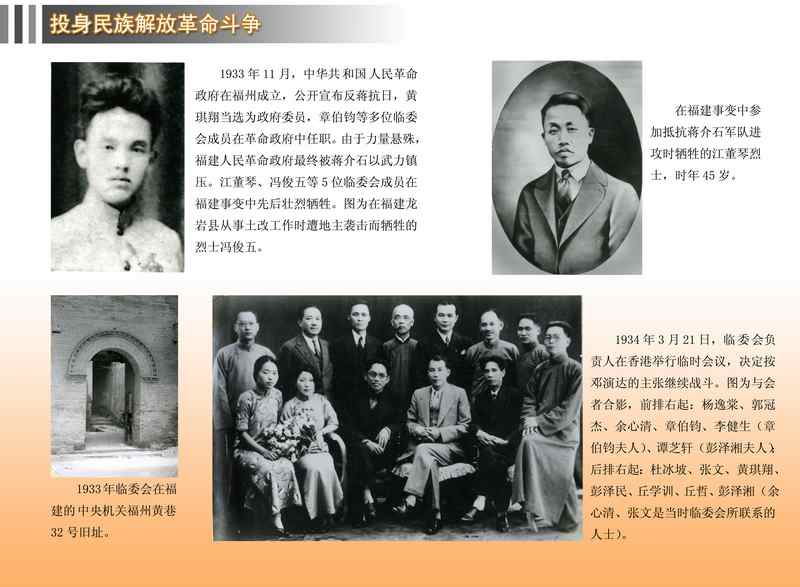 投身民族解放革命斗争
1933 年 11 月，中华共和国人民革命
政府在福州成立，公开宣布反蒋抗日，黄
琪翔当选为政府委员，章伯钧等多位临委
会成员在革命政府中任职。由于力量悬殊，
福建人民革命政府最终被蒋介石以武力镇
压。江董琴、冯俊五等 5 位临委会成员在
福建事变中先后壮烈牺牲。图为在福建龙
岩县从事土改工作时遭地主袭击而牺牲的
烈士冯俊五。
在福建事变中参
加抵抗蒋介石军队进
攻时牺牲的江董琴烈
士，时年 45 岁。
1933 年临委会在福
建的中央机关福州黄巷
32 号旧址。
1934 年 3 月 21 日，临委会负
责人在香港举行临时会议，决定按
邓演达的主张继续战斗。图为与会
者合影，前排右起：杨逸棠、郭冠
杰、余心清、章伯钧、李健生（章
伯钧夫人）、谭芝轩（彭泽湘夫人）；
后排右起：杜冰坡、张文、黄琪翔、
彭泽民、丘学训、丘哲、彭泽湘（余
心清、张文是当时临委会所联系的
人士）。